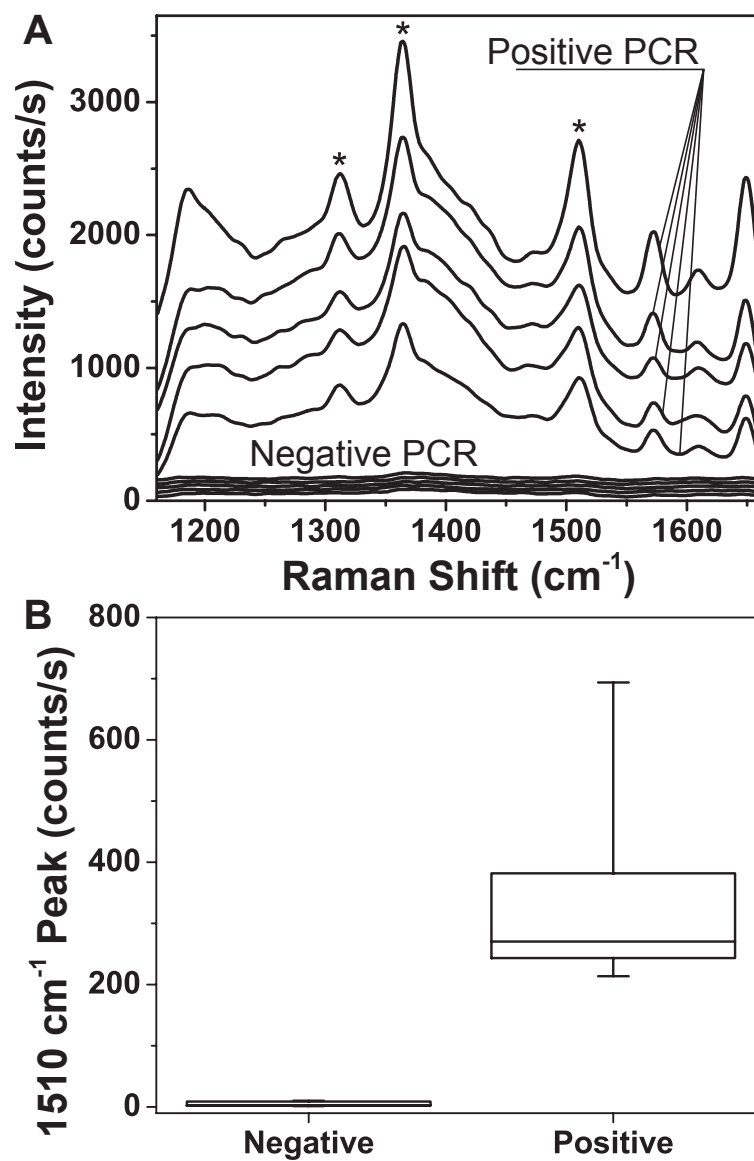 A
*
*
*
Positive PCR
3000
2000
1000
0
Intensity (counts/s)
Negative PCR
1200 1300 1400 1500 1600
Raman Shift (cm⁻¹)
B
800
600
400
200
0
1510 cm⁻¹ Peak (counts/s)
Negative Positive